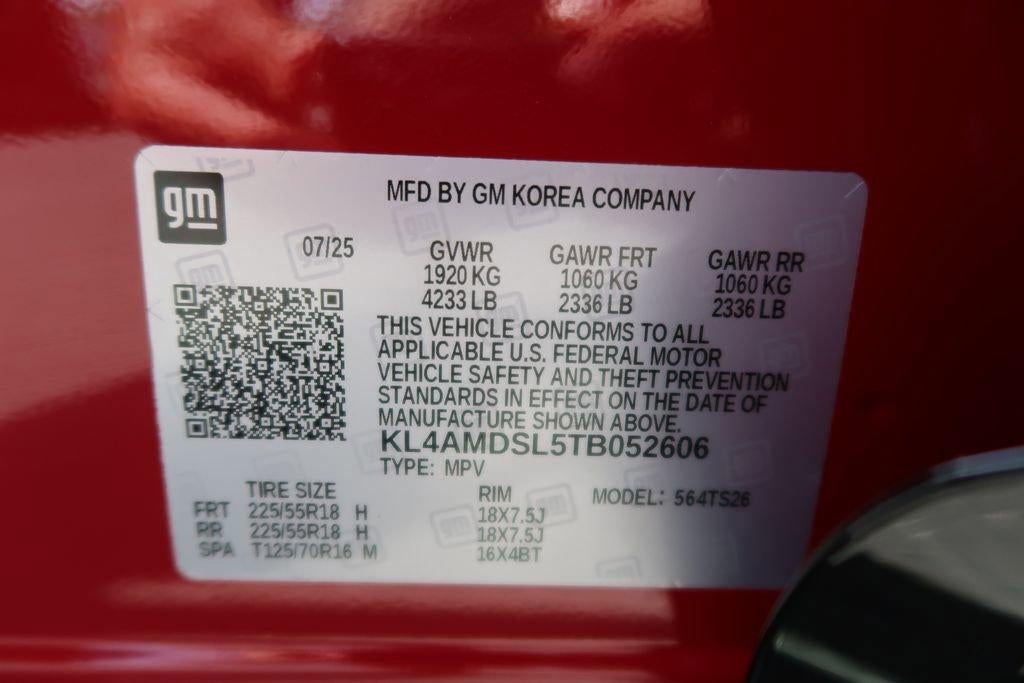 gm
MFD BY GM KOREA COMPANY
07/25 GVWR GAWR FRT GAWR RR
1920 KG 1060 KG 1060 KG
4233 LB 2336 LB 2336 LB
THIS VEHICLE CONFORMS TO ALL
APPLICABLE U.S. FEDERAL MOTOR
VEHICLE SAFETY AND THEFT PREVENTION
STANDARDS IN EFFECT ON THE DATE OF
MANUFACTURE SHOWN ABOVE.
KL4AMDSL5TB052606
TYPE: MPV
TIRE SIZE RIM MODEL: 564TS26
FRT 225/55R18 H 18X7.5J
RR 225/55R18 H 18X7.5J
SPA T125/70R16 M 16X4BT